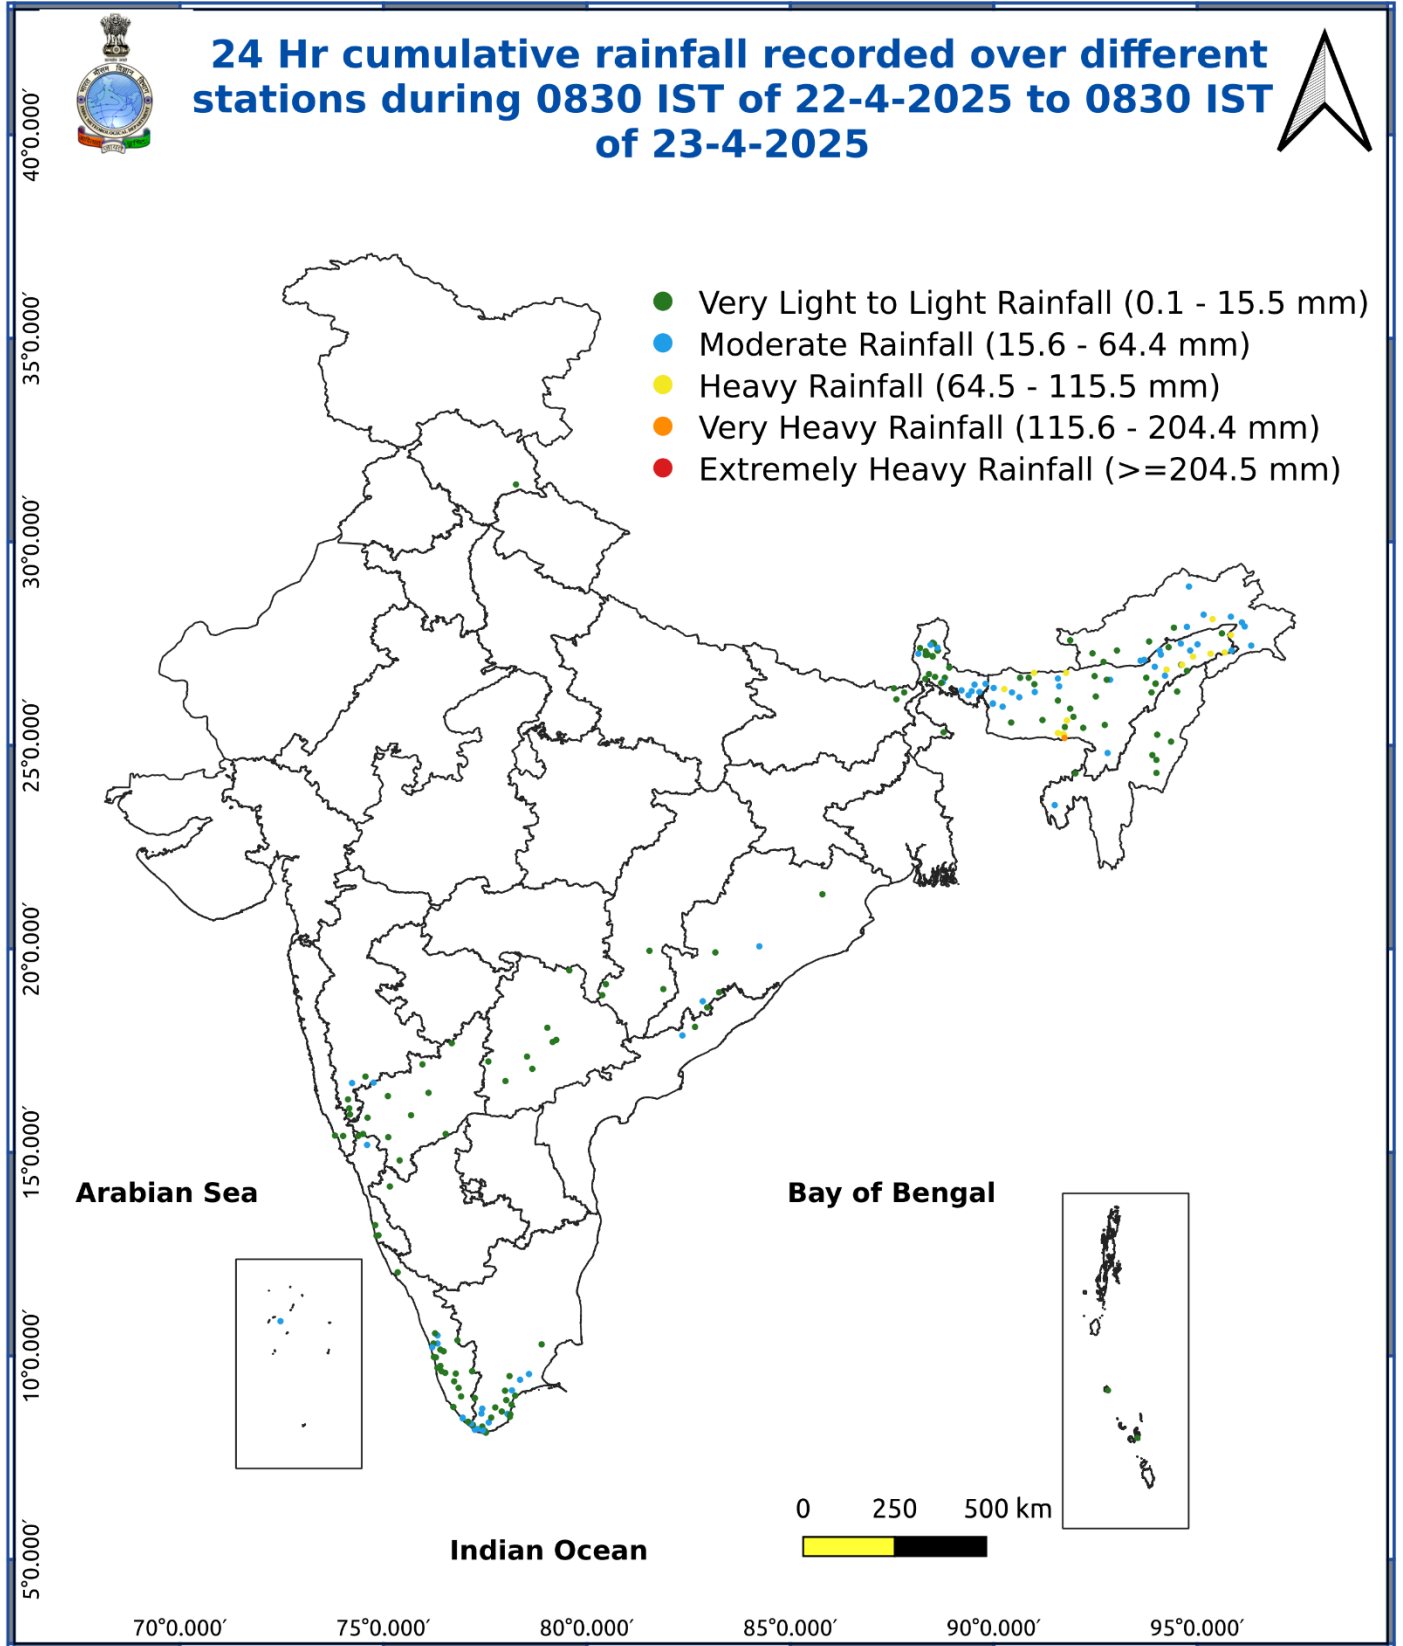 24 Hr cumulative rainfall recorded over different
stations during 0830 IST of 22-4-2025 to 0830 IST
of 23-4-2025
Very Light to Light Rainfall (0.1 - 15.5 mm)
Moderate Rainfall (15.6 - 64.4 mm)
Heavy Rainfall (64.5 - 115.5 mm)
Very Heavy Rainfall (115.6 - 204.4 mm)
Extremely Heavy Rainfall (>=204.5 mm)
40°0.000′
35°0.000′
30°0.000′
25°0.000′
20°0.000′
15°0.000′
10°0.000′
5°0.000′
Arabian Sea
Bay of Bengal
Indian Ocean
0 250 500 km
70°0.000′ 75°0.000′ 80°0.000′ 85°0.000′ 90°0.000′ 95°0.000′